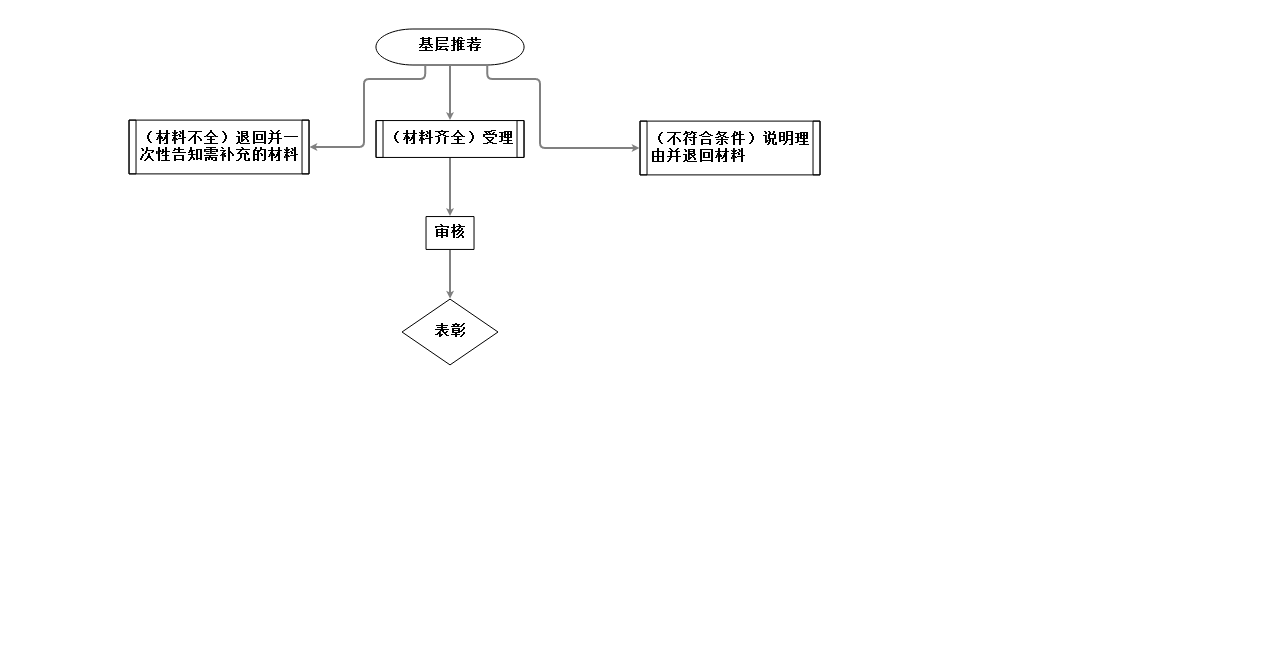 基层推荐
（材料不全）退回并一
次性告知需补充的材料
（材料齐全）受理
（不符合条件）说明理
由并退回材料
审核
表彰